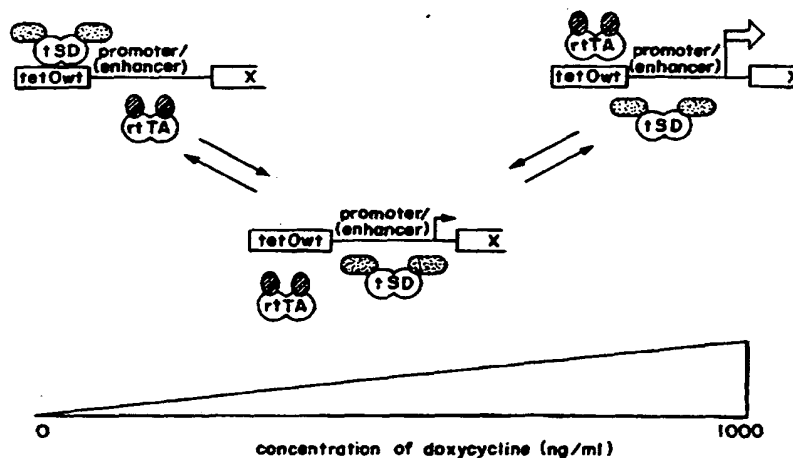 tSD
promoter/
(enhancer)
tetOwt
X
rtTA
rtTA
promoter/
(enhancer)
tetOwt
X
tSD
promoter/
(enhancer)
tetOwt
X
tSD
rtTA
0
1000
concentration of doxycycline (ng/ml)